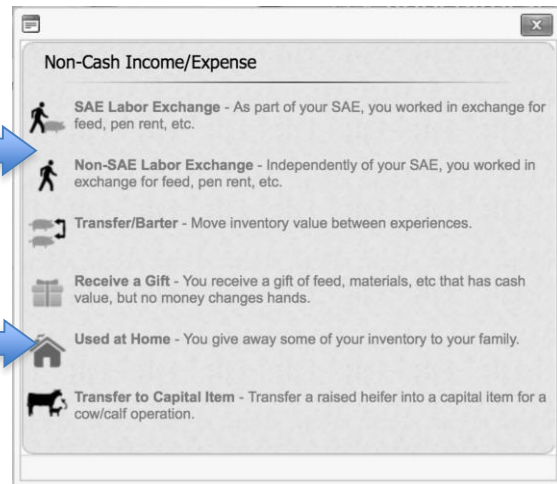 Non-Cash Income/Expense
SAE Labor Exchange - As part of your SAE, you worked in exchange for
feed, pen rent, etc.
Non-SAE Labor Exchange - Independently of your SAE, you worked in
exchange for feed, pen rent, etc.
Transfer/Barter - Move inventory value between experiences.
Receive a Gift - You receive a gift of feed, materials, etc that has cash
value, but no money changes hands.
Used at Home - You give away some of your inventory to your family.
Transfer to Capital Item - Transfer a raised heifer into a capital item for a
cow/calf operation.